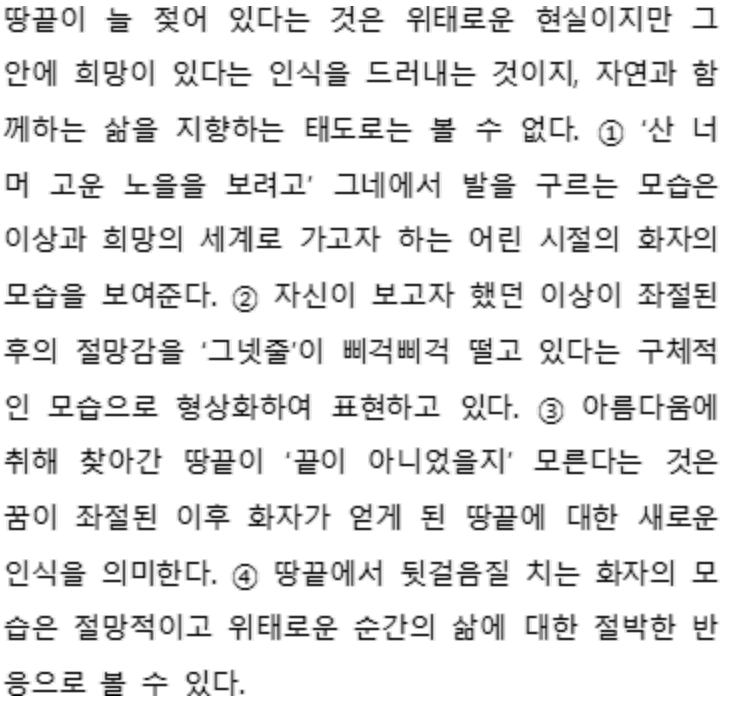 땅끝이 늘 젖어 있다는 것은 위태로운 현실이지만 그
안에 희망이 있다는 인식을 드러내는 것이지, 자연과 함
께하는 삶을 지향하는 태도로는 볼 수 없다. ① ‘산 너
머 고운 노을을 보려고’ 그네에서 발을 구르는 모습은
이상과 희망의 세계로 가고자 하는 어린 시절의 화자의
모습을 보여준다. ② 자신이 보고자 했던 이상이 좌절된
후의 절망감을 ‘그넷줄’이 삐걱삐걱 떨고 있다는 구체적
인 모습으로 형상화하여 표현하고 있다. ③ 아름다움에
취해 찾아간 땅끝이 ‘끝이 아니었을지’ 모른다는 것은
꿈이 좌절된 이후 화자가 얻게 된 땅끝에 대한 새로운
인식을 의미한다. ④ 땅끝에서 뒷걸음질 치는 화자의 모
습은 절망적이고 위태로운 순간의 삶에 대한 절박한 반
응으로 볼 수 있다.